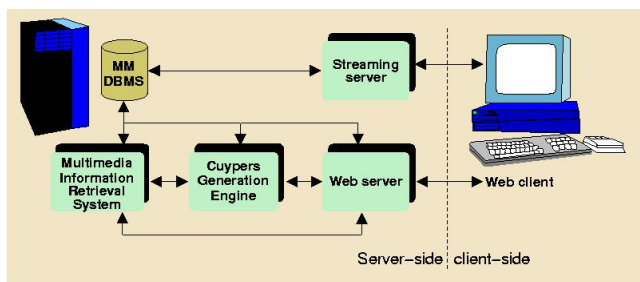 MM
DBMS
Streaming
server
Multimedia
Information
Retrieval
System
Cuypers
Generation
Engine
Web server
Web client
Server-side
client-side